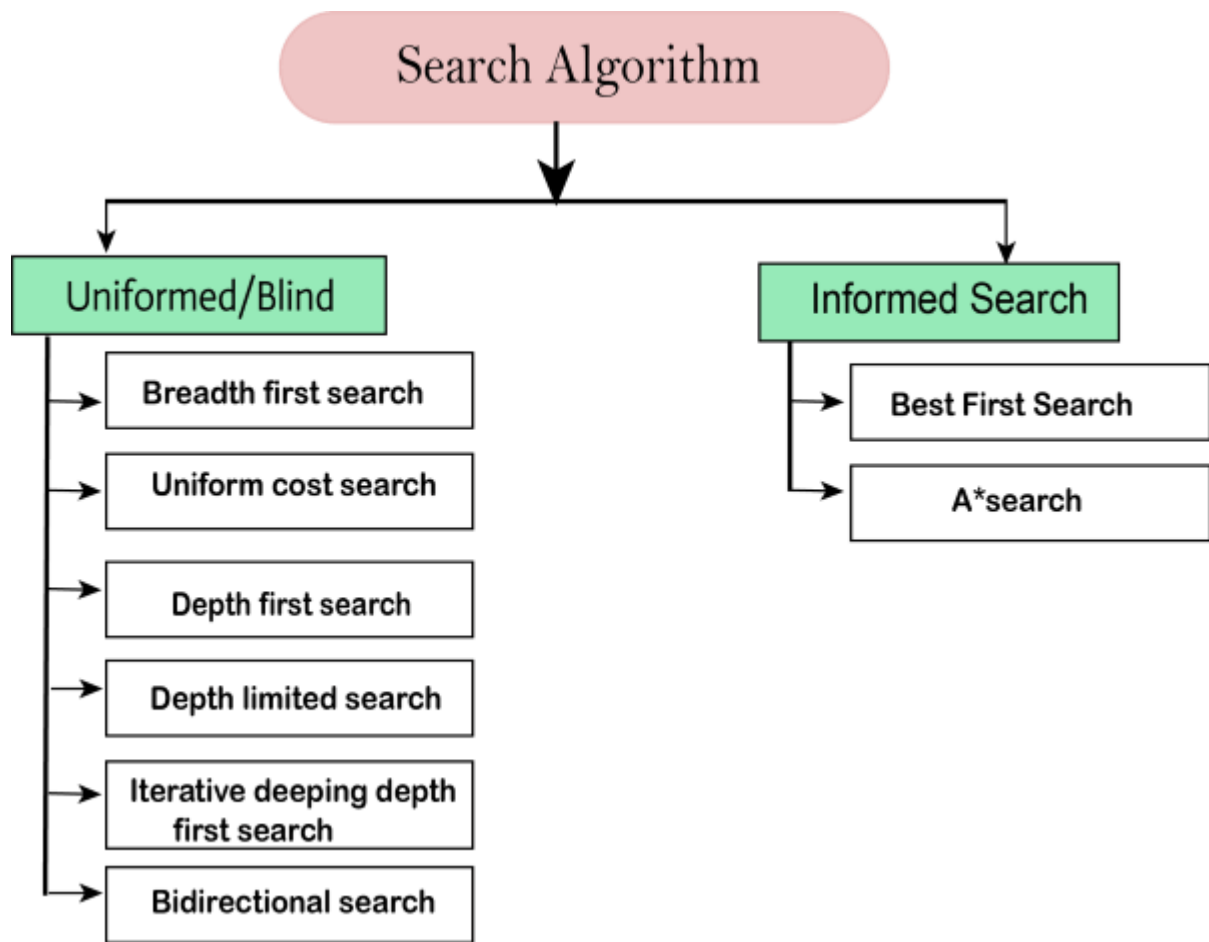 Search Algorithm
Uniformed/Blind
Breadth first search
Uniform cost search
Depth first search
Depth limited search
Iterative deeping depth
first search
Bidirectional search
Informed Search
Best First Search
A*search